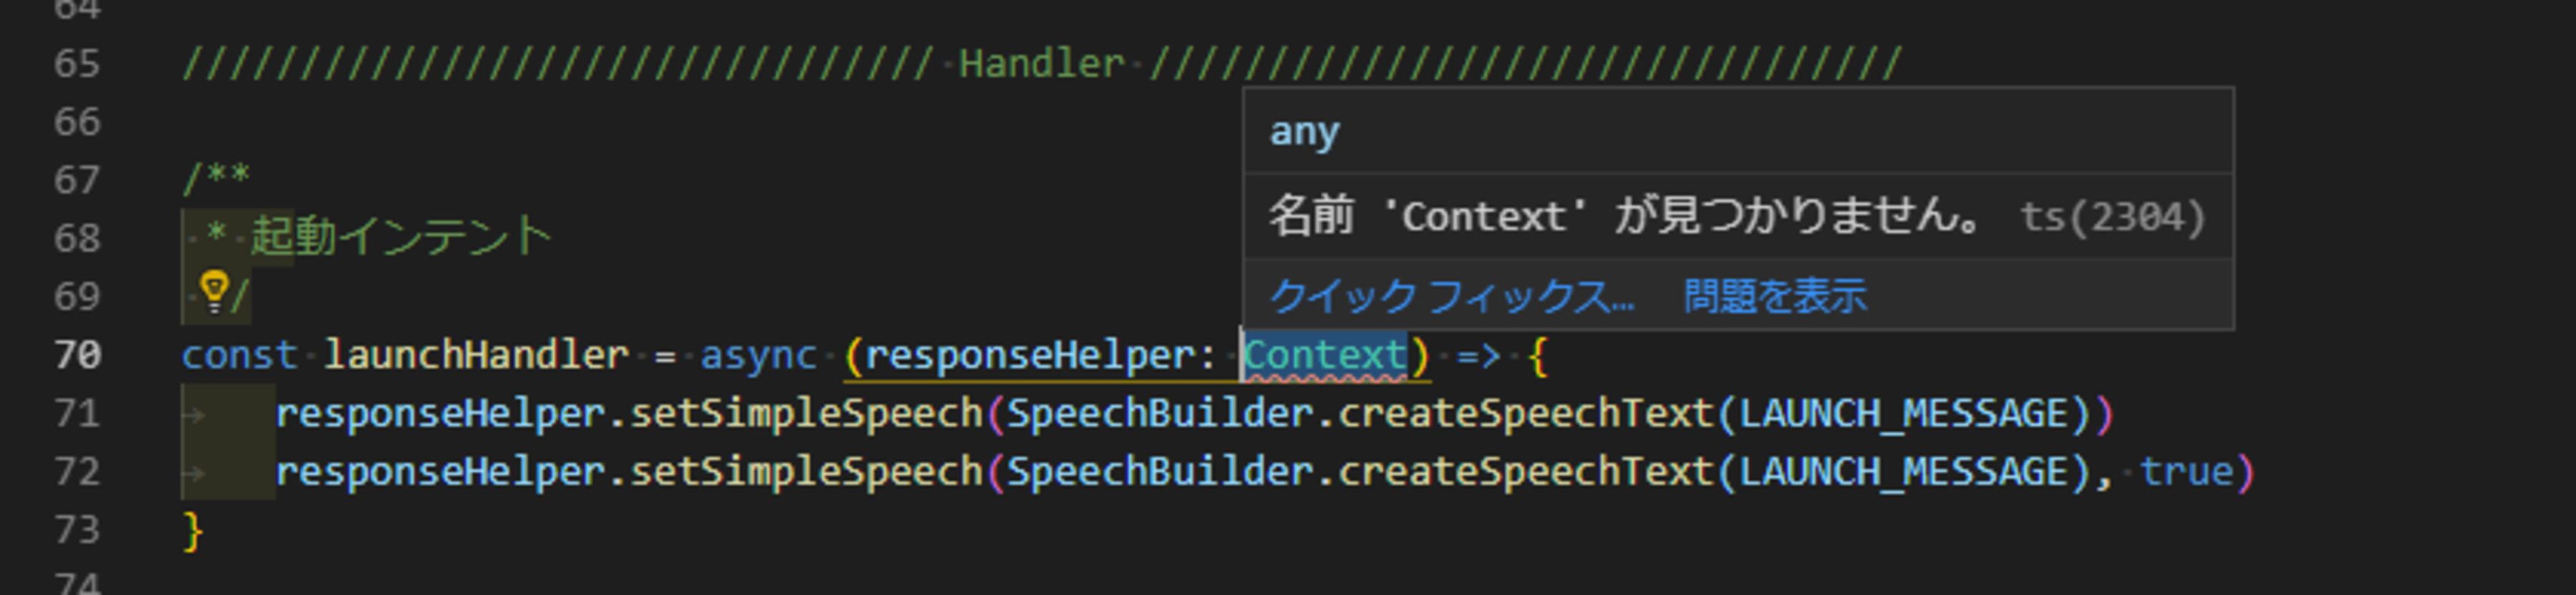 64
65 //////////////////////////////// Handler ////////////////////////////////
66
any
67 /**
名前 'Context' が見つかりません。 ts(2304)
68 * 起動インテント
69 /
クイック フィックス... 問題を表示
70 const launchHandler = async (responseHelper: Context) => {
71 responseHelper.setSimpleSpeech(SpeechBuilder.createSpeechText(LAUNCH_MESSAGE))
72 responseHelper.setSimpleSpeech(SpeechBuilder.createSpeechText(LAUNCH_MESSAGE), true)
73 }
74